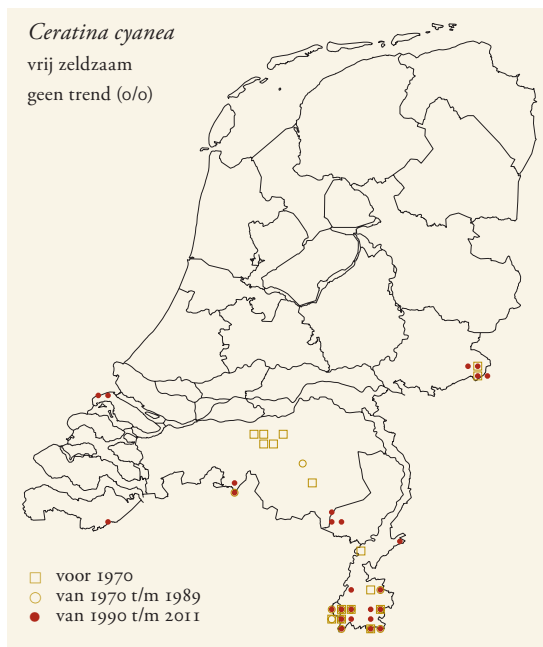 Ceratina cyanea
vrij zeldzaam
geen trend (0/0)
voor 1970
van 1970 t/m 1989
van 1990 t/m 2011